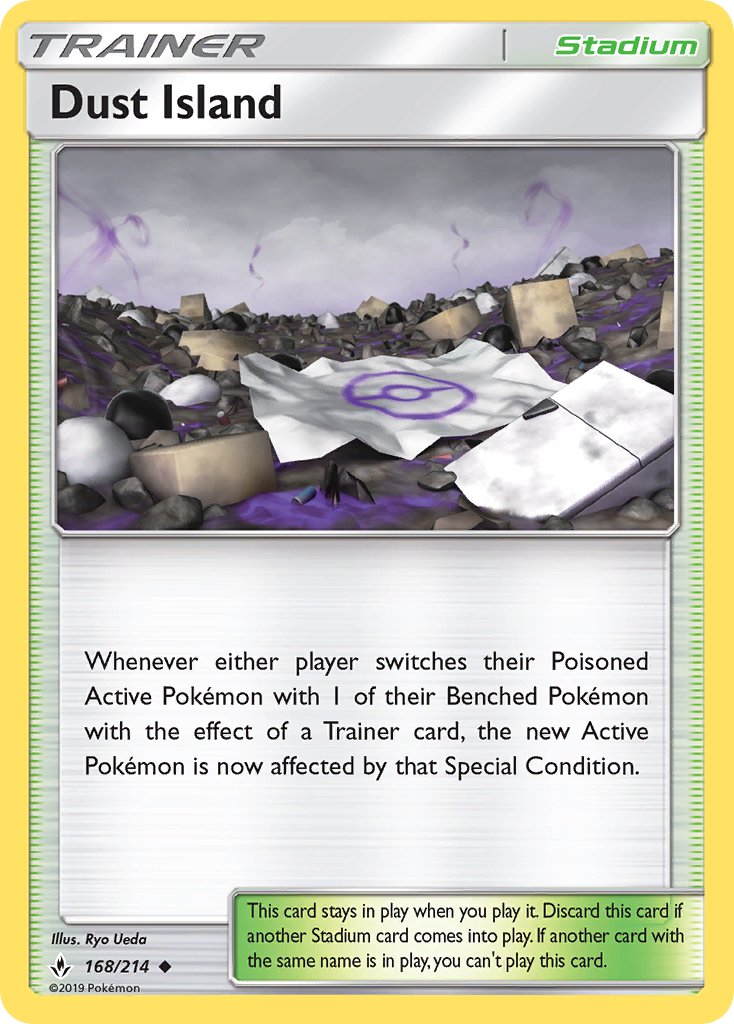 TRAINER
Stadium
Dust Island
Whenever either player switches their Poisoned
Active Pokémon with 1 of their Benched Pokémon
with the effect of a Trainer card, the new Active
Pokémon is now affected by that Special Condition.
This card stays in play when you play it. Discard this card if
another Stadium card comes into play. If another card with
the same name is in play, you can't play this card.
Illus. Ryo Ueda
168/214
©2019 Pokémon